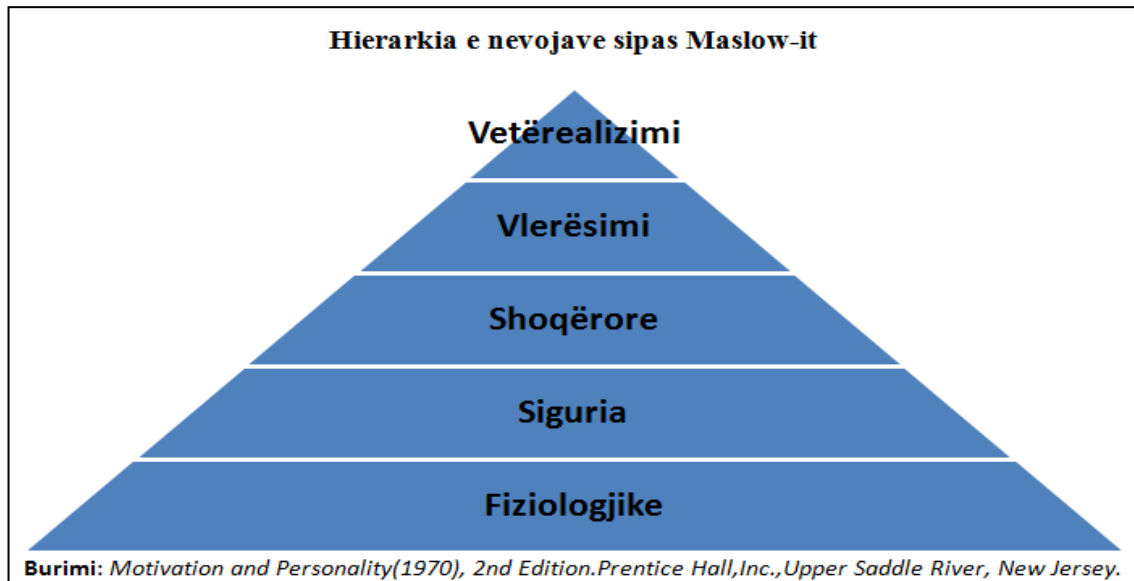 Hierarkia e nevojave sipas Maslow-it
Vetërealizimi
Vlerësimi
Shoqërore
Siguria
Fiziologjike
Burimi: Motivation and Personality(1970), 2nd Edition.Prentice Hall,Inc.,Upper Saddle River, New Jersey.